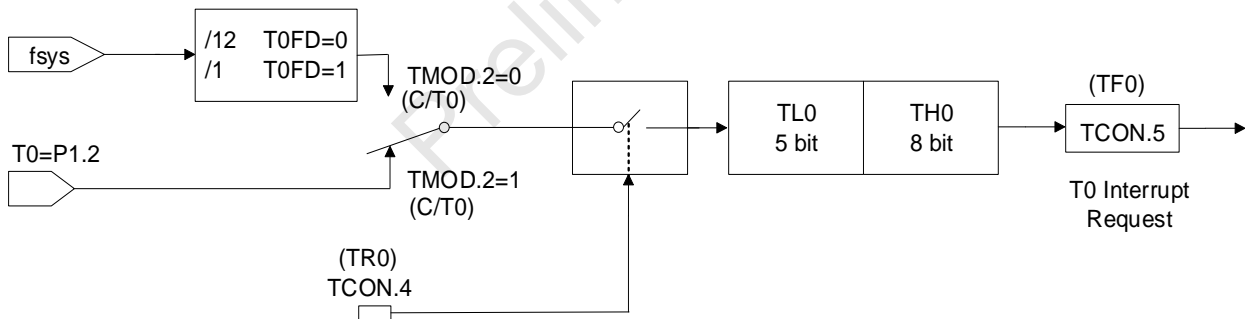 fsys
/12 T0FD=0
/1 T0FD=1
TMOD.2=0
(C/T0)
T0=P1.2
TMOD.2=1
(C/T0)
(TR0)
TCON.4
TL0
5 bit
TH0
8 bit
(TF0)
TCON.5
T0 Interrupt
Request